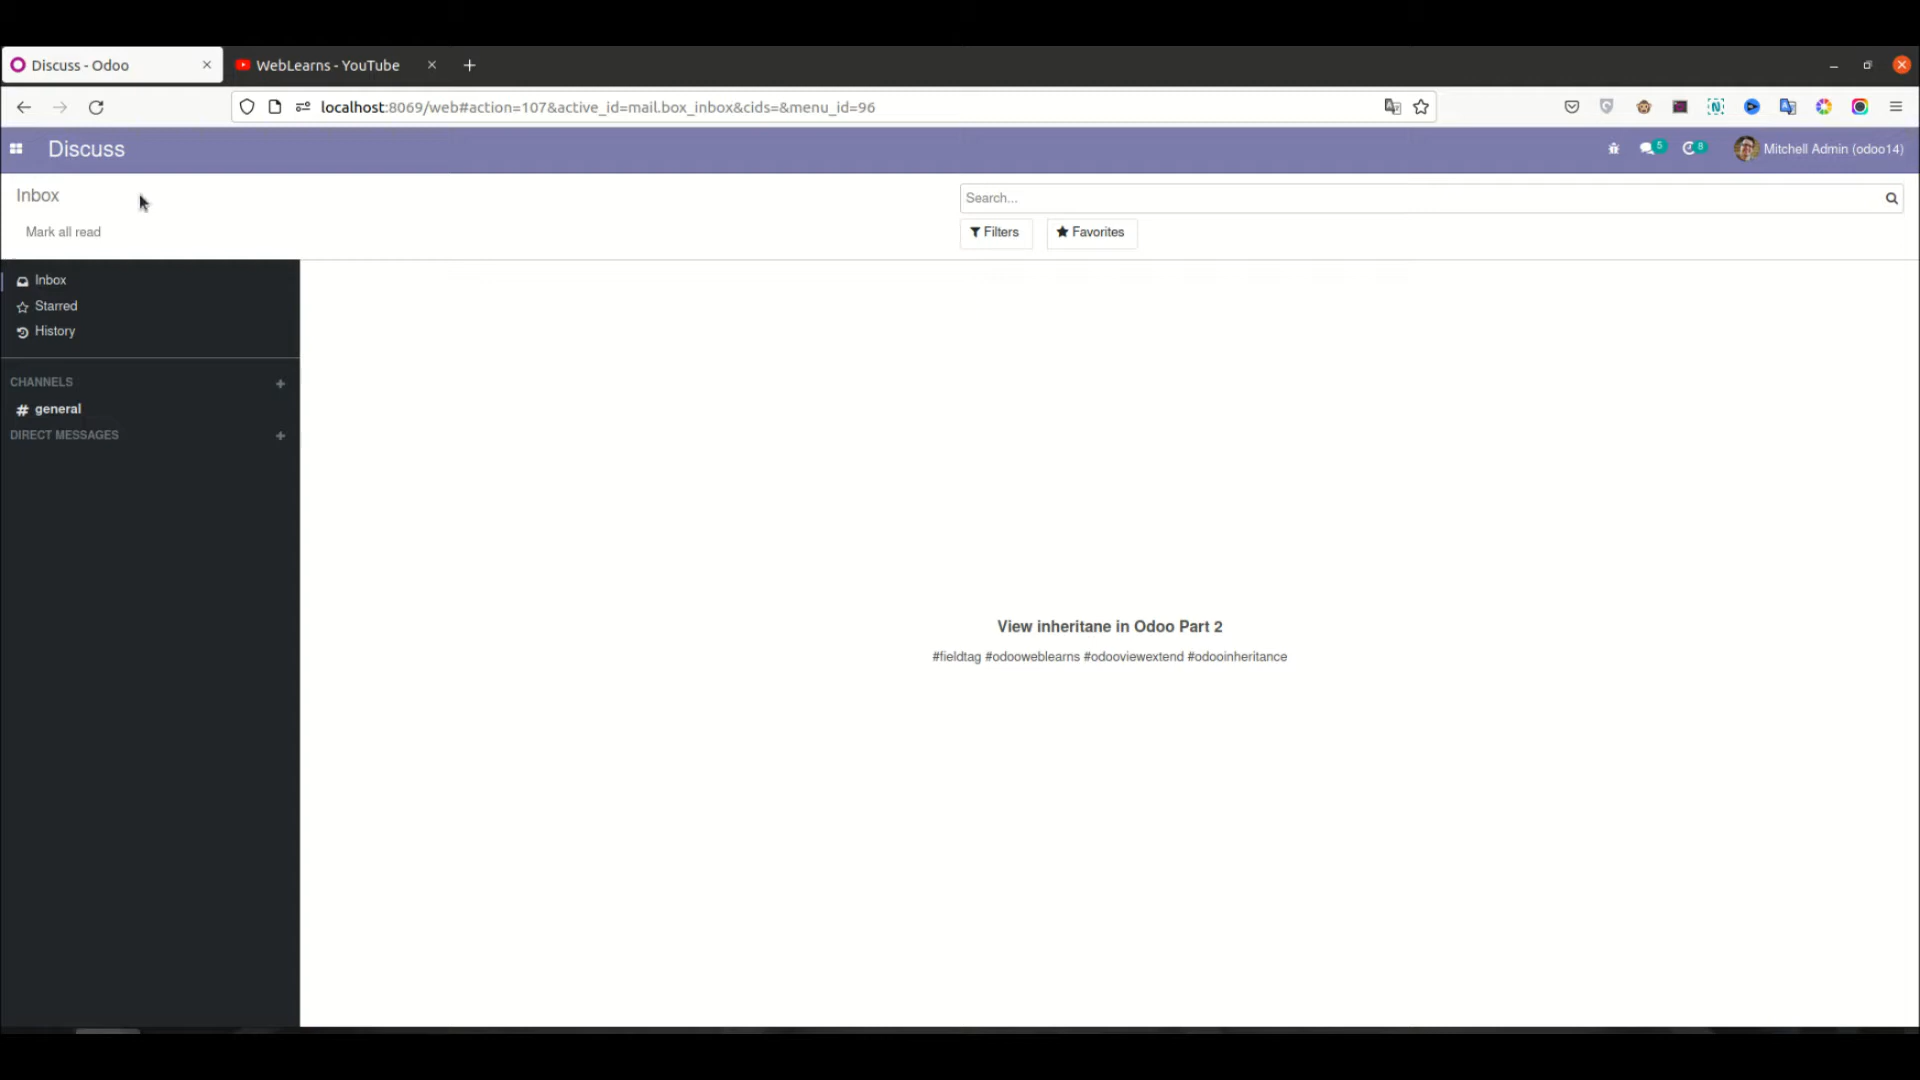 Discuss - Odoo
WebLearns - YouTube
localhost:8069/web#action=107&active_id=mail.box_inbox&cids=&menu_id=96
Discuss
5
8
Mitchell Admin (odoo14)
Inbox
Search...
Mark all read
Filters
Favorites
Inbox
Starred
History
CHANNELS
# general
DIRECT MESSAGES
View inheritane in Odoo Part 2
#fieldtag #odooweblearns #odooviewextend #odooinheritance